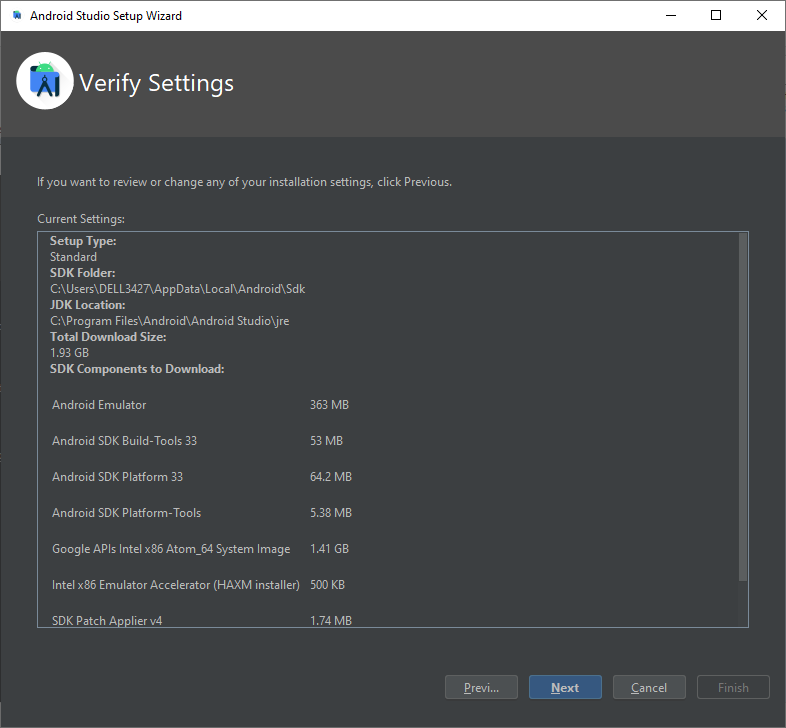 Android Studio Setup Wizard
Verify Settings
If you want to review or change any of your installation settings, click Previous.
Current Settings:
Setup Type:
Standard
SDK Folder:
C:\Users\DELL3427\AppData\Local\Android\Sdk
JDK Location:
C:\Program Files\Android\Android Studio\jre
Total Download Size:
1.93 GB
SDK Components to Download:
Android Emulator 363 MB
Android SDK Build-Tools 33 53 MB
Android SDK Platform 33 64.2 MB
Android SDK Platform-Tools 5.38 MB
Google APIs Intel x86 Atom_64 System Image 1.41 GB
Intel x86 Emulator Accelerator (HAXM installer) 500 KB
SDK Patch Applier v4 1.74 MB
Previ... Next Cancel Finish